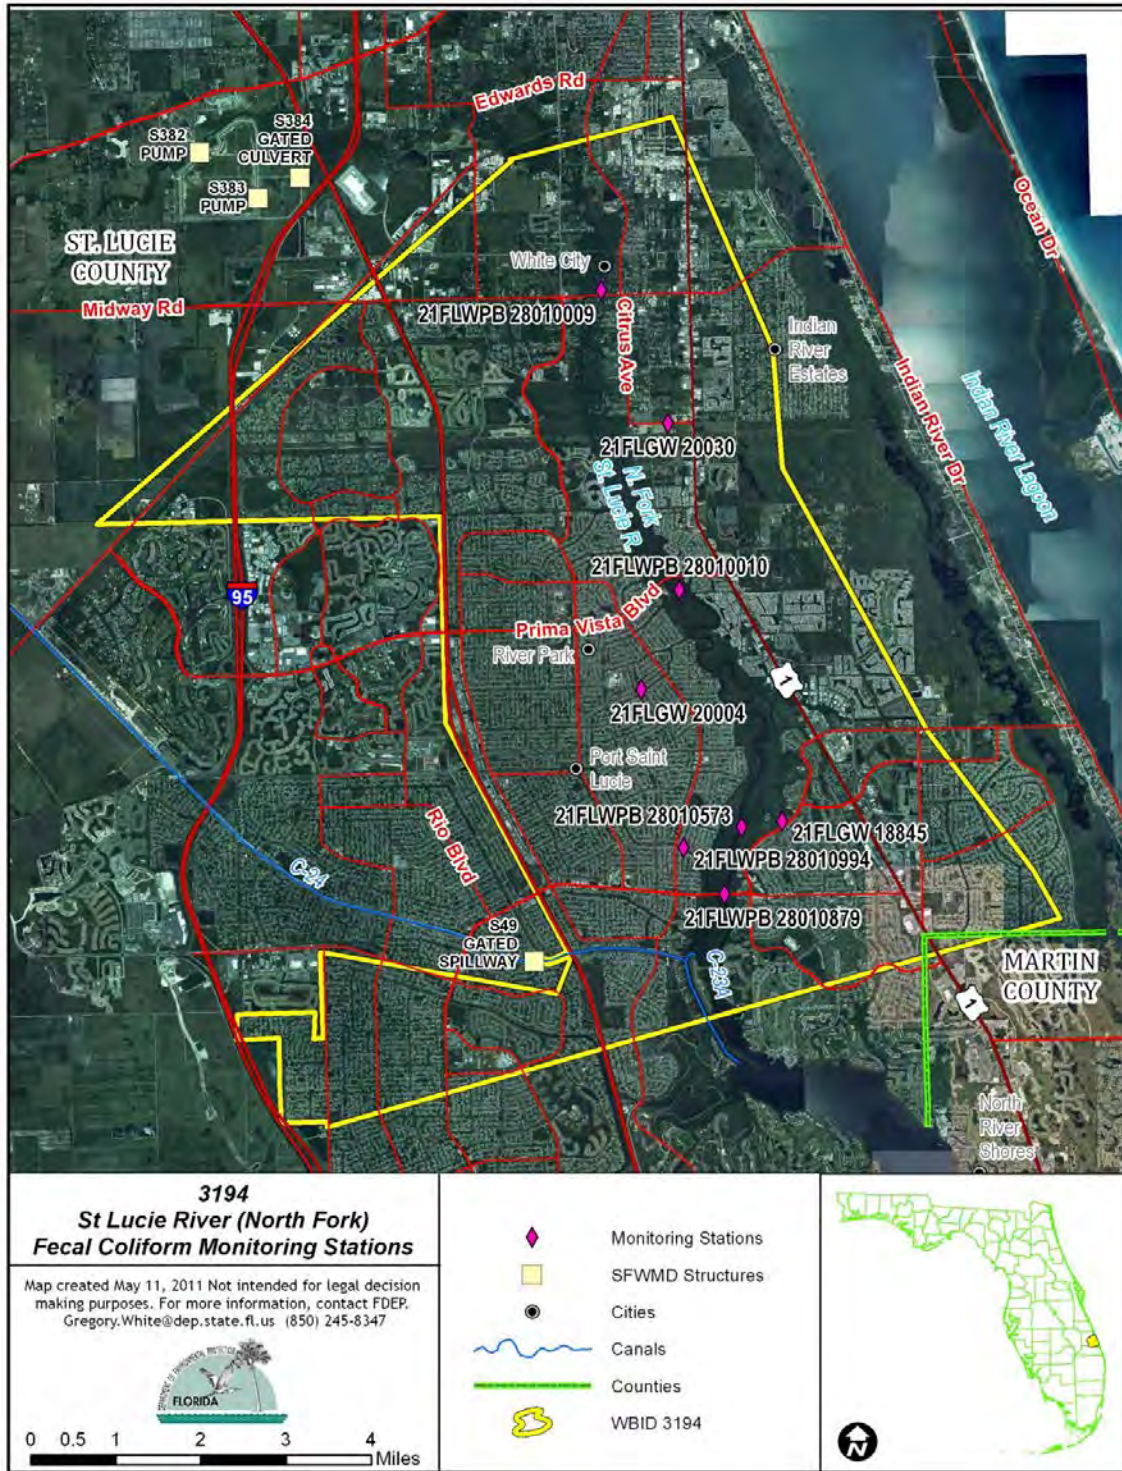 Edwards Rd
S382
PUMP
S384
GATED
CULVERT
S383
PUMP
Ocean Dr
ST. LUCIE
COUNTY
White City
Midway Rd
21FLWPB 28010009
Citrus Ave
Indian
River
Estates
Indian River Dr
Indian River Lagoon
21FLGW 20030
N. Fork
St. Lucie R.
21FLWPB 28010010
95
Prima Vista Blvd
River Park
1
21FLGW 20004
Port Saint
Lucie
21FLWPB 28010573
21FLGW 18845
Rio Blvd
21FLWPB 28010994
C-24
21FLWPB 28010879
S49
GATED
SPILLWAY
C-23A
MARTIN
COUNTY
1
North
River
Shores
3194
St Lucie River (North Fork)
Fecal Coliform Monitoring Stations
Map created May 11, 2011 Not intended for legal decision
making purposes. For more information, contact FDEP.
Gregory.White@dep.state.fl.us (850) 245-8347
DEPARTMENT OF ENVIRONMENTAL PROTECTION
FLORIDA
0 0.5 1 2 3 4
Miles
Monitoring Stations
SFWMD Structures
Cities
Canals
Counties
WBID 3194
N